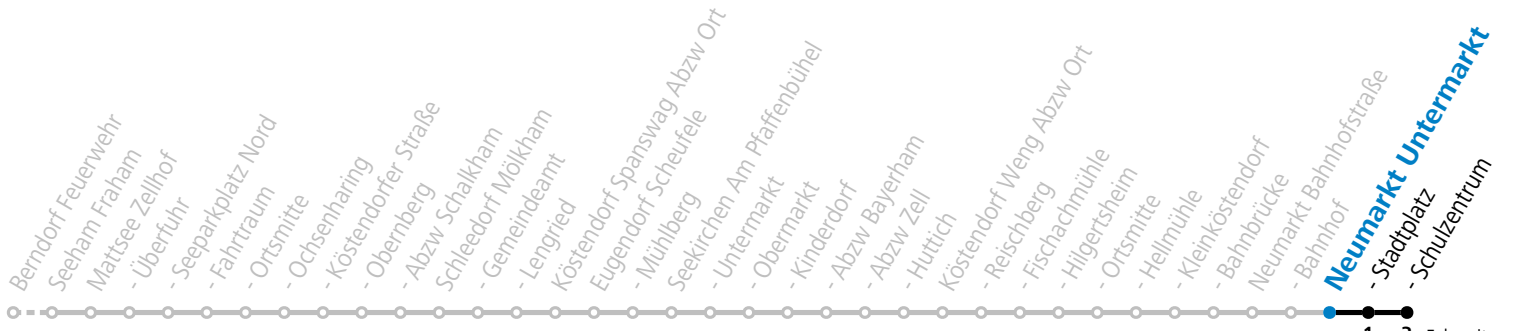 Berndorf Feuerwehr
Seeham Fraham
Mattsee Zellhof
- Überfuhr
- Seeparkplatz Nord
- Fahrtraum
- Ortsmitte
- Ochsenharing
- Köstendorfer Straße
- Obernberg
- Abzw Schalkham
Schleedorf Mölkham
- Gemeindeamt
- Lengried
Köstendorf Spanswag Abzw Ort
Eugendorf Scheufele
- Mühlberg
Seekirchen Am Pfaffenbühel
- Untermarkt
- Obermarkt
- Kinderdorf
- Abzw Bayerham
- Abzw Zell
- Huttich
Köstendorf Weng Abzw Ort
- Reischberg
- Fischachmühle
- Hilgertsheim
- Ortsmitte
- Hellmühle
- Kleinköstendorf
- Bahnbrücke
Neumarkt Bahnhofstraße
- Bahnhof
Neumarkt Untermarkt
- Stadtplatz
- Schulzentrum